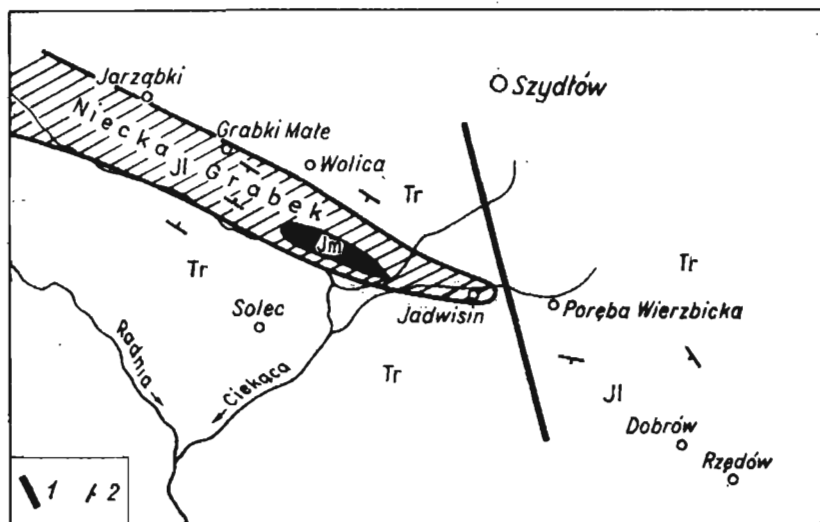 Jarząbki
Szydłów
Grabki Małe
Niecka Grabek
Jl
Wolica
Tr
Jm
Tr
Tr
Solec
Jadwisin
Poręba Wierzbicka
Radnia
Ciekąca
Tr
Jl
Dobrów
Rzędów
1 2